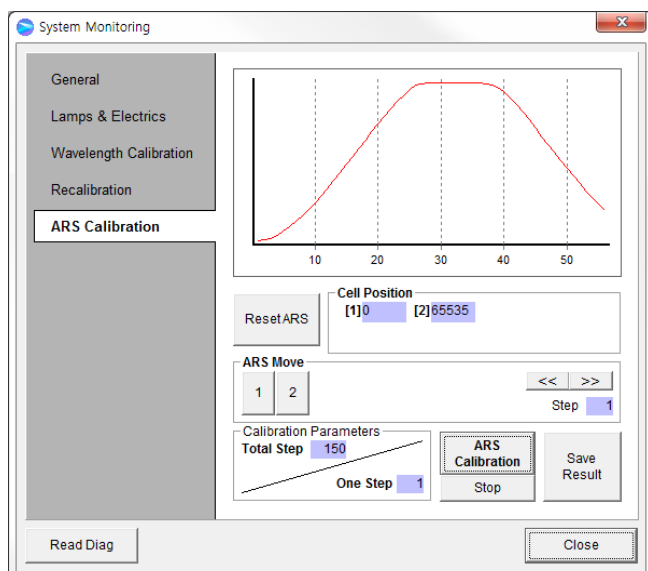 System Monitoring
General
Lamps & Electrics
Wavelength Calibration
Recalibration
ARS Calibration
10 20 30 40 50
Reset ARS
Cell Position
[1] 0 [2] 65535
ARS Move
1 2
<< >>
Step 1
Calibration Parameters
Total Step 150
One Step 1
ARS
Calibration
Stop
Save
Result
Read Diag
Close